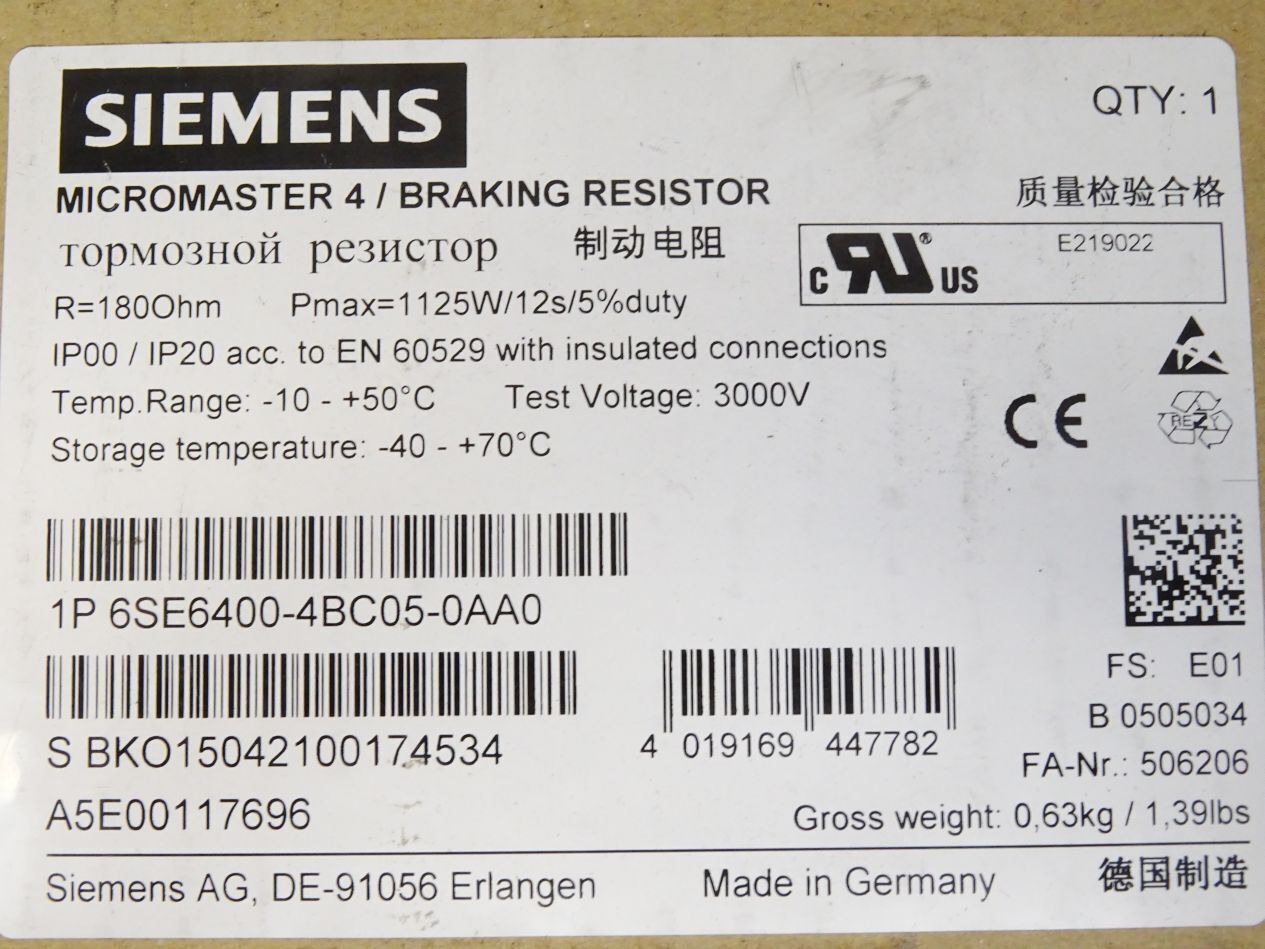 SIEMENS
QTY: 1
MICROMASTER 4 / BRAKING RESISTOR
质量检验合格
тормозной резистор 制动电阻
C RU® US E219022
R=180Ohm Pmax=1125W/12s/5%duty
IP00 / IP20 acc. to EN 60529 with insulated connections
Temp.Range: -10 - +50°C Test Voltage: 3000V
CE
REZY
Storage temperature: -40 - +70°C
1P 6SE6400-4BC05-0AA0
FS: E01
S BKO15042100174534
4 019169 447782
B 0505034
FA-Nr.: 506206
A5E00117696
Gross weight: 0,63kg / 1,39lbs
Siemens AG, DE-91056 Erlangen Made in Germany 德国制造